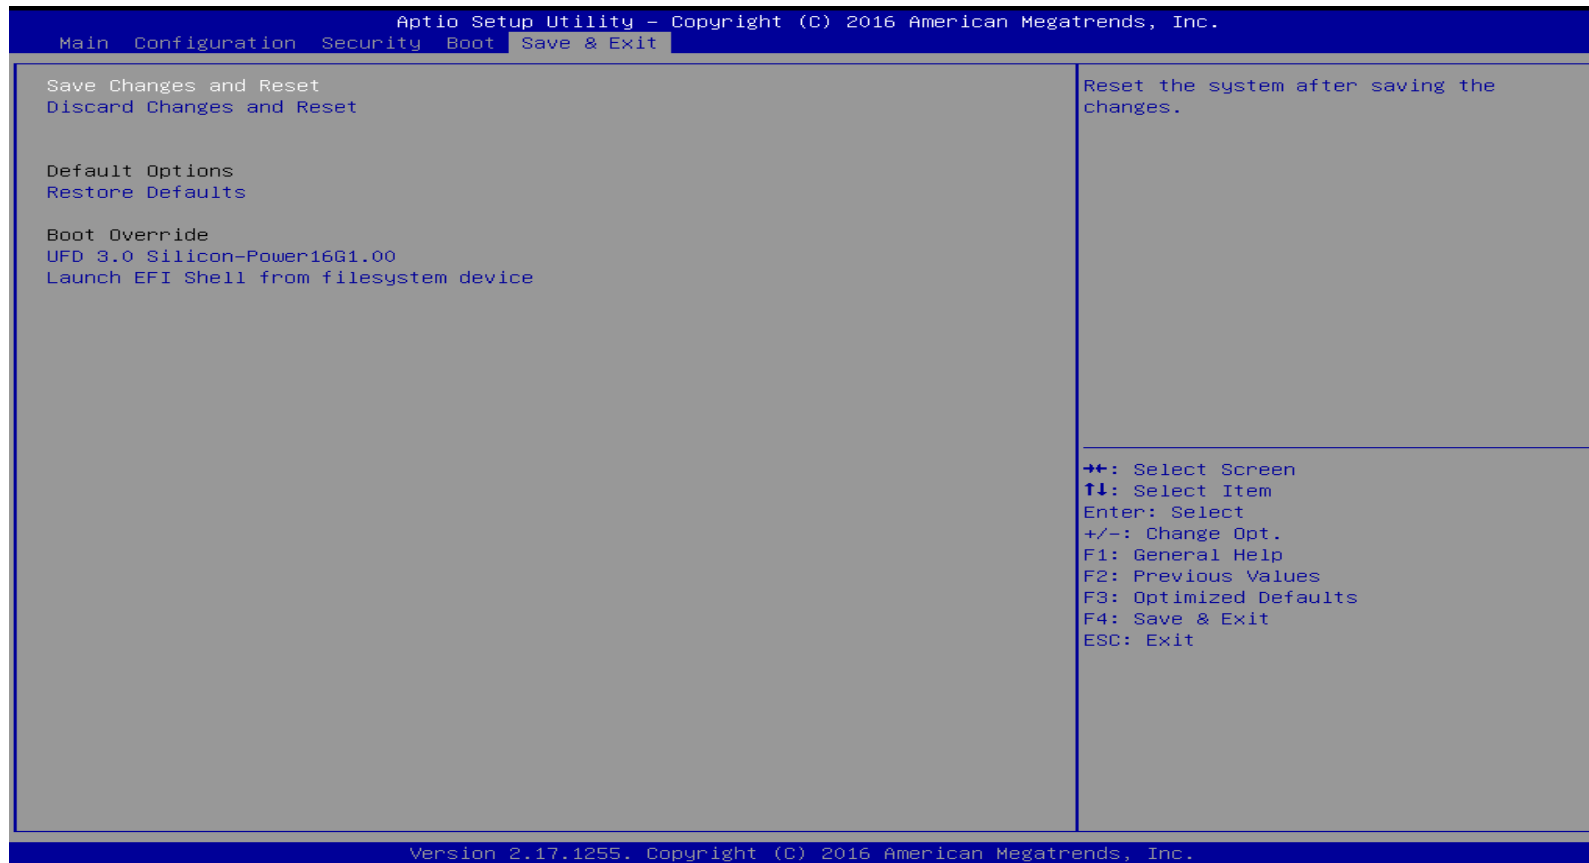 Aptio Setup Utility – Copyright (C) 2016 American Megatrends, Inc.
Main Configuration Security Boot Save & Exit
Save Changes and Reset
Discard Changes and Reset
Default Options
Restore Defaults
Boot Override
UFD 3.0 Silicon-Power16G1.00
Launch EFI Shell from filesystem device
Reset the system after saving the
changes.
→←: Select Screen
↑↓: Select Item
Enter: Select
+/-: Change Opt.
F1: General Help
F2: Previous Values
F3: Optimized Defaults
F4: Save & Exit
ESC: Exit
Version 2.17.1255. Copyright (C) 2016 American Megatrends, Inc.